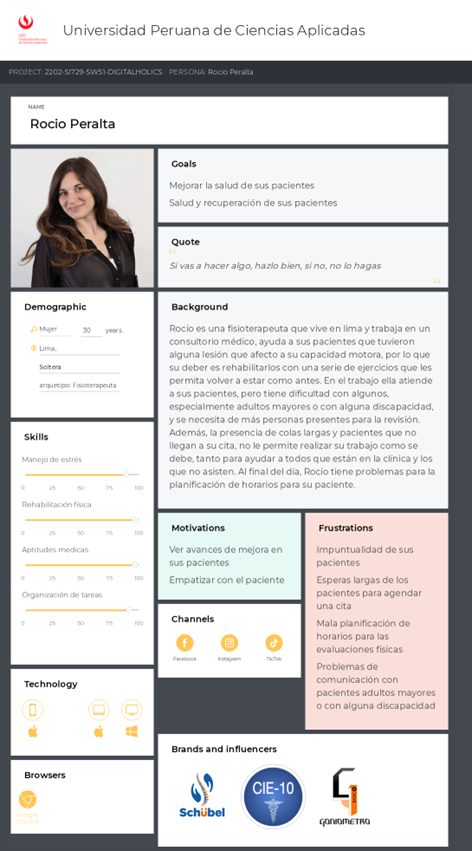 UPC
Universidad Peruana de Ciencias Aplicadas
PROJECT: 2202-SI729-SW51-DIGITALHOLICS PERSONA: Rocio Peralta
NAME
Rocio Peralta
Goals
Mejorar la salud de sus pacientes
Salud y recuperación de sus pacientes
Quote
Si vas a hacer algo, hazlo bien, si no, no lo hagas
Demographic
Mujer 30 years
Lima,
Soltera
arquetipo: Fisoterapeuta
Background
Rocío es una fisioterapeuta que vive en lima y trabaja en un
consultorio médico, ayuda a sus pacientes que tuvieron
alguna lesión que afecto a su capacidad motora, por lo que
su deber es rehabilitarlos con una serie de ejercicios que les
permita volver a estar como antes. En el trabajo ella atiende
a sus pacientes, pero tiene dificultad con algunos,
especialmente adultos mayores o con alguna discapacidad,
y se necesita de más personas presentes para la revisión.
Además, la presencia de colas largas y pacientes que no
llegan a su cita, no le permite realizar su trabajo como se
debe, tanto para ayudar a todos que están en la clínica y los
que no asisten. Al final del día, Rocío tiene problemas para la
planificación de horarios para su paciente.
Skills
Manejo de estrés
0 25 50 75 100
Rehabilitación física
0 25 50 75 100
Aptitudes medicas
0 25 50 75 100
Organización de tareas
0 25 50 75 100
Motivations
Ver avances de mejora en
sus pacientes
Empatizar con el paciente
Frustrations
Impuntualidad de sus
pacientes
Esperas largas de los
pacientes para agendar
una cita
Mala planificación de
horarios para las
evaluaciones físicas
Problemas de
comunicación con
pacientes adultos mayores
o con alguna discapacidad
Channels
Facebook Instagram TikTok
Technology
Browsers
Google
Chrome
Brands and influencers
Schübel
CIE-10
GONIOMETRO